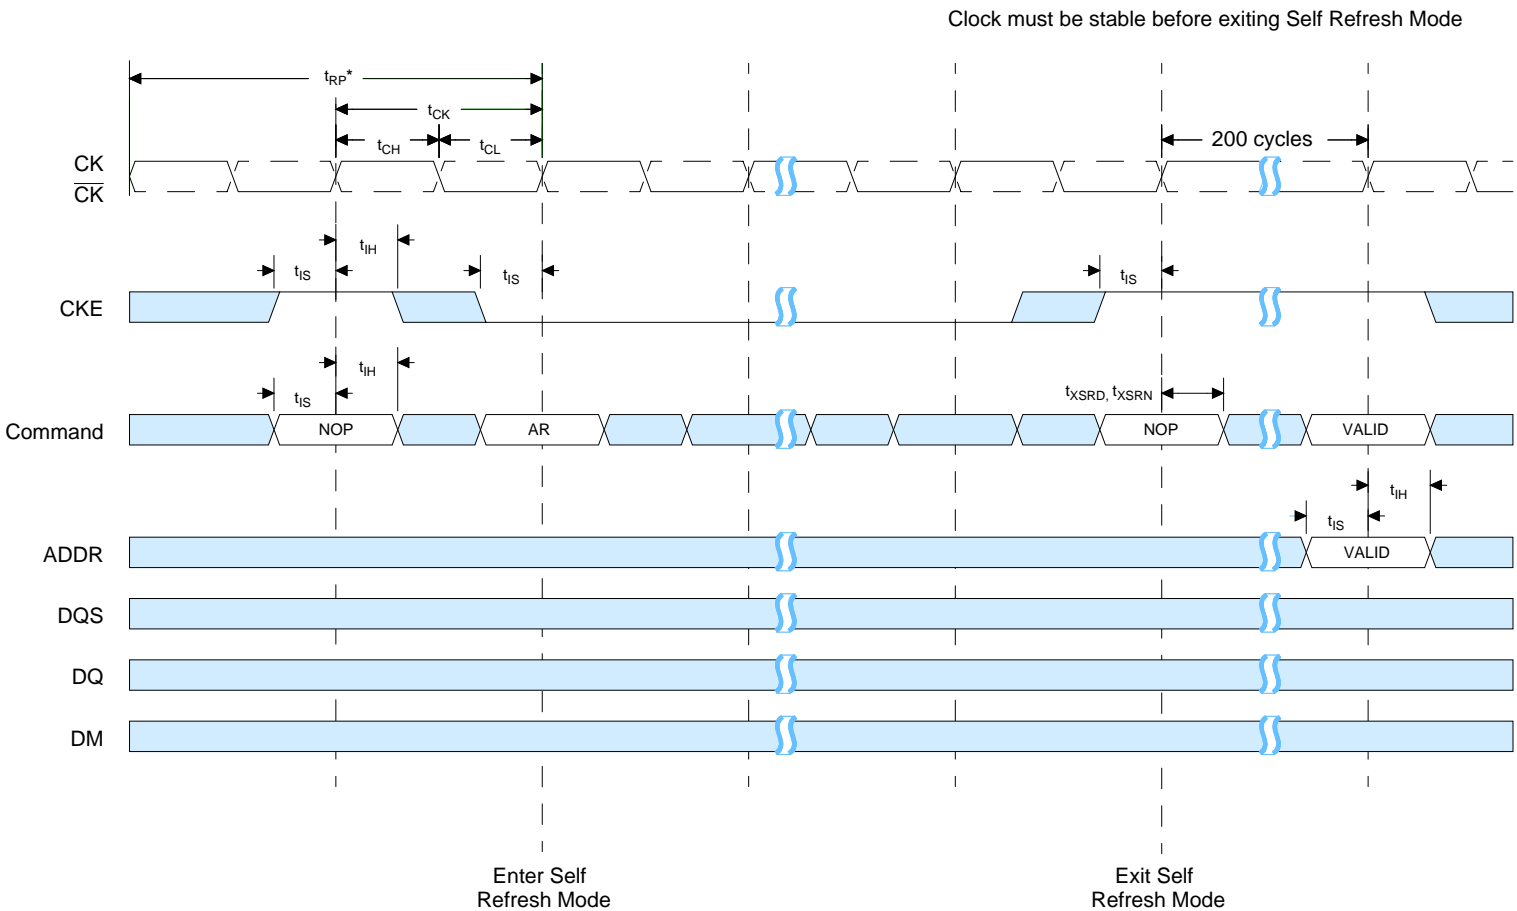 Clock must be stable before exiting Self Refresh Mode
tRP*
tCK
tCH
tCL
200 cycles
CK
CK
tIH
tIS
tIS
tIS
CKE
tIH
tIS
tXSRD, tXSRN
Command
NOP
AR
NOP
VALID
tIH
tIS
ADDR
VALID
DQS
DQ
DM
Enter Self
Refresh Mode
Exit Self
Refresh Mode